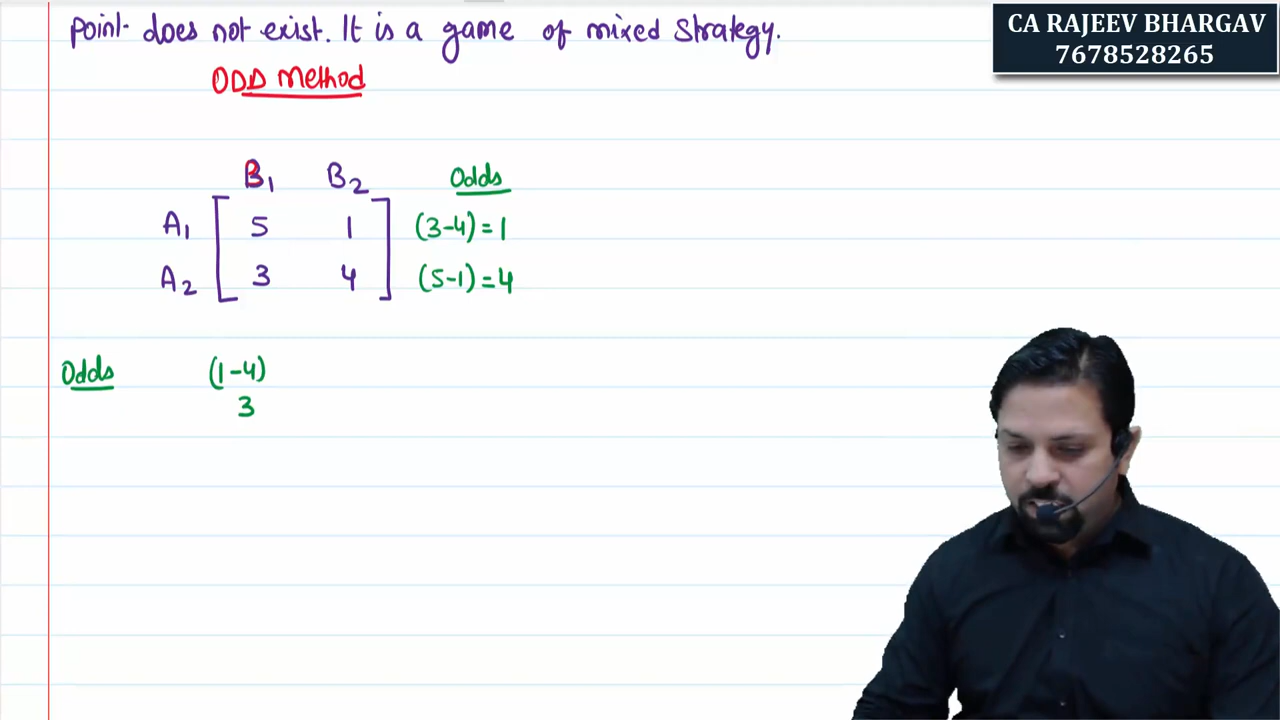 point does not exist. It is a game of mixed strategy.
CA RAJEEV BHARGAV
7678528265
ODD Method
B1 B2 Odds
A1 5 1 (3-4) = 1
A2 3 4 (5-1) = 4
Odds (1-4)
3